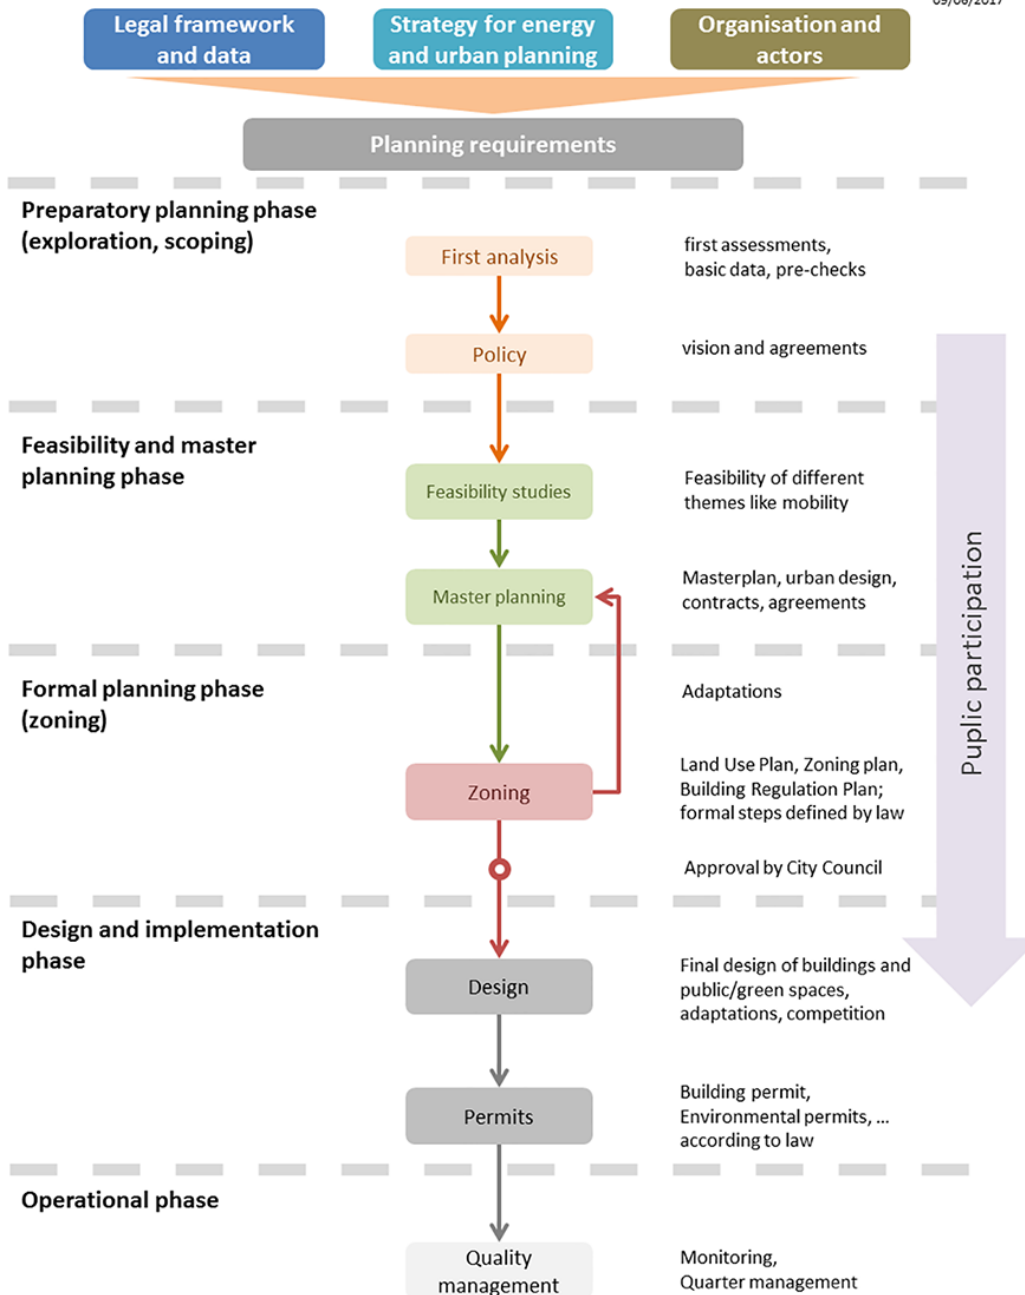 09/06/2017
Legal framework
and data
Strategy for energy
and urban planning
Organisation and
actors
Planning requirements
Preparatory planning phase
(exploration, scoping)
First analysis
first assessments,
basic data, pre-checks
Policy
vision and agreements
Feasibility and master
planning phase
Feasibility studies
Feasibility of different
themes like mobility
Master planning
Masterplan, urban design,
contracts, agreements
Puplic participation
Formal planning phase
(zoning)
Adaptations
Zoning
Land Use Plan, Zoning plan,
Building Regulation Plan;
formal steps defined by law
Approval by City Council
Design and implementation
phase
Design
Final design of buildings and
public/green spaces,
adaptations, competition
Permits
Building permit,
Environmental permits, ...
according to law
Operational phase
Quality
management
Monitoring,
Quarter management